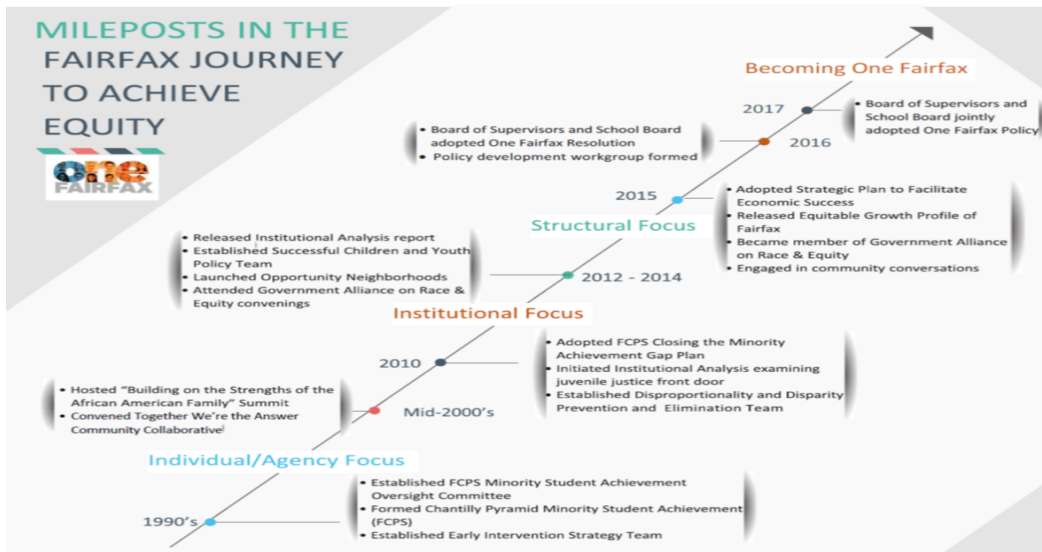 MILEPOSTS IN THE
FAIRFAX JOURNEY
TO ACHIEVE
EQUITY
one
FAIRFAX
Becoming One Fairfax
2017
• Board of Supervisors and
School Board jointly
adopted One Fairfax Policy
• Board of Supervisors and School Board
adopted One Fairfax Resolution
• Policy development workgroup formed
2016
2015
• Adopted Strategic Plan to Facilitate
Economic Success
• Released Equitable Growth Profile of
Fairfax
• Became member of Government Alliance
on Race & Equity
• Engaged in community conversations
Structural Focus
• Released Institutional Analysis report
• Established Successful Children and Youth
Policy Team
• Launched Opportunity Neighborhoods
• Attended Government Alliance on Race &
Equity convenings
2012 - 2014
Institutional Focus
2010
• Adopted FCPS Closing the Minority
Achievement Gap Plan
• Initiated Institutional Analysis examining
juvenile justice front door
• Established Disproportionality and Disparity
Prevention and Elimination Team
• Hosted “Building on the Strengths of the
African American Family” Summit
• Convened Together We’re the Answer
Community Collaborative
Mid-2000’s
Individual/Agency Focus
1990’s
• Established FCPS Minority Student Achievement
Oversight Committee
• Formed Chantilly Pyramid Minority Student Achievement
(FCPS)
• Established Early Intervention Strategy Team